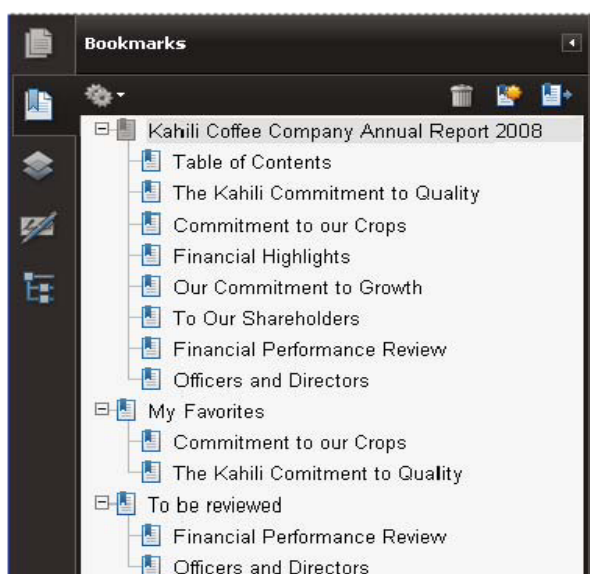 Bookmarks
Kahili Coffee Company Annual Report 2008
Table of Contents
The Kahili Commitment to Quality
Commitment to our Crops
Financial Highlights
Our Commitment to Growth
To Our Shareholders
Financial Performance Review
Officers and Directors
My Favorites
Commitment to our Crops
The Kahili Comitment to Quality
To be reviewed
Financial Performance Review
Officers and Directors